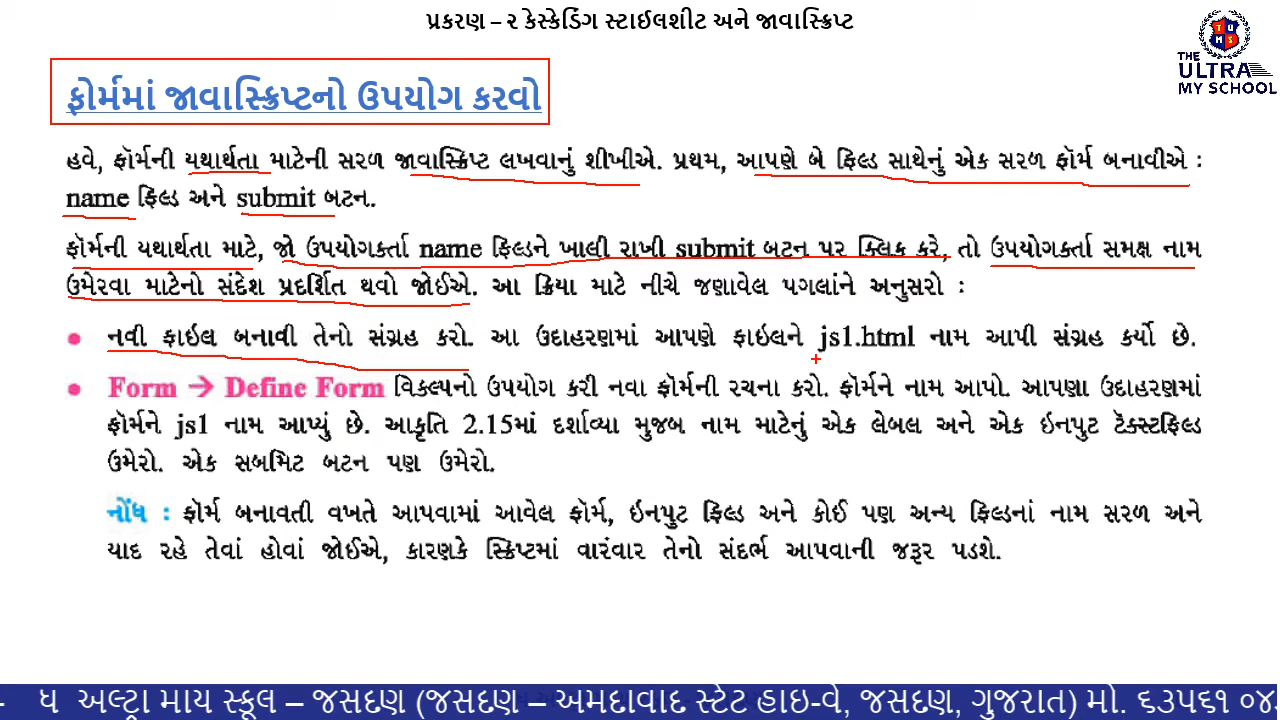 પ્રકરણ – ૨ કેસ્કેડિંગ સ્ટાઈલશીટ અને જાવાસ્ક્રિપ્ટ
THE
ULTRA
MY SCHOOL
ફોર્મમાં જાવાસ્ક્રિપ્ટનો ઉપયોગ કરવો
હવે, ફૉર્મની યથાર્થતા માટેની સરળ જાવાસ્ક્રિપ્ટ લખવાનું શીખીએ. પ્રથમ, આપણે બે ફિલ્ડ સાથેનું એક સરળ ફૉર્મ બનાવીએ :
name ફિલ્ડ અને submit બટન.
ફૉર્મની યથાર્થતા માટે, જો ઉપયોગકર્તા name ફિલ્ડને ખાલી રાખી submit બટન પર ક્લિક કરે, તો ઉપયોગકર્તા સમક્ષ નામ
ઉમેરવા માટેનો સંદેશ પ્રદર્શિત થવો જોઈએ. આ ક્રિયા માટે નીચે જણાવેલ પગલાંને અનુસરો :
• નવી ફાઇલ બનાવી તેનો સંગ્રહ કરો. આ ઉદાહરણમાં આપણે ફાઇલને js1.html નામ આપી સંગ્રહ કર્યો છે.
• Form → Define Form વિકલ્પનો ઉપયોગ કરી નવા ફૉર્મની રચના કરો. ફૉર્મને નામ આપો. આપણા ઉદાહરણમાં
ફૉર્મને js1 નામ આપ્યું છે. આકૃતિ 2.15માં દર્શાવ્યા મુજબ નામ માટેનું એક લેબલ અને એક ઇનપુટ ટૅક્સ્ટફિલ્ડ
ઉમેરો. એક સબમિટ બટન પણ ઉમેરો.
નોંધ : ફૉર્મ બનાવતી વખતે આપવામાં આવેલ ફૉર્મ, ઇનપુટ ફિલ્ડ અને કોઈ પણ અન્ય ફિલ્ડનાં નામ સરળ અને
યાદ રહે તેવાં હોવાં જોઈએ, કારણકે સ્ક્રિપ્ટમાં વારંવાર તેનો સંદર્ભ આપવાની જરૂર પડશે.
- ધ અલ્ટ્રા માય સ્કૂલ – જસદણ (જસદણ – અમદાવાદ સ્ટેટ હાઇ-વે, જસદણ, ગુજરાત) મો. ૬૩૫૬૧ ૦૪